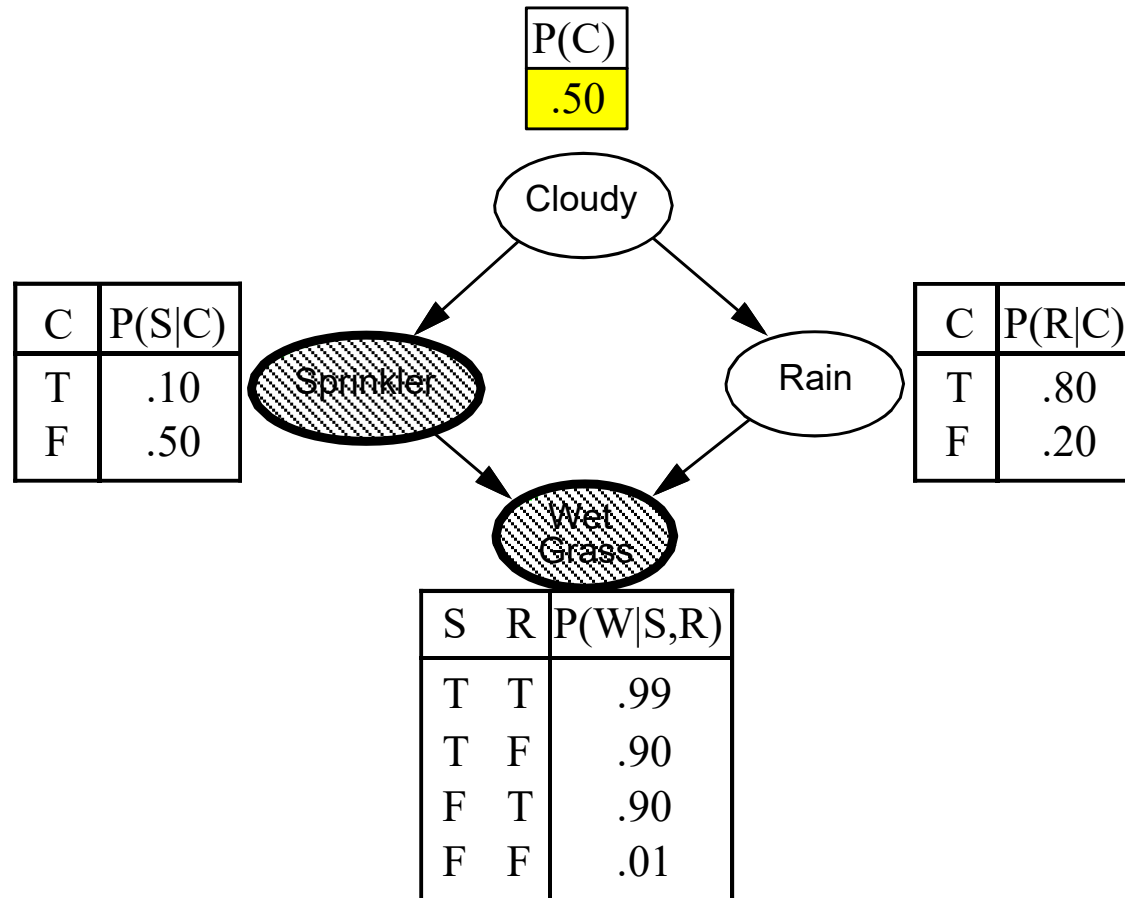 P(C)
.50
Cloudy
C P(S|C)
T .10
F .50
Sprinkler
Rain
C P(R|C)
T .80
F .20
Wet
Grass
S R P(W|S,R)
T T .99
T F .90
F T .90
F F .01